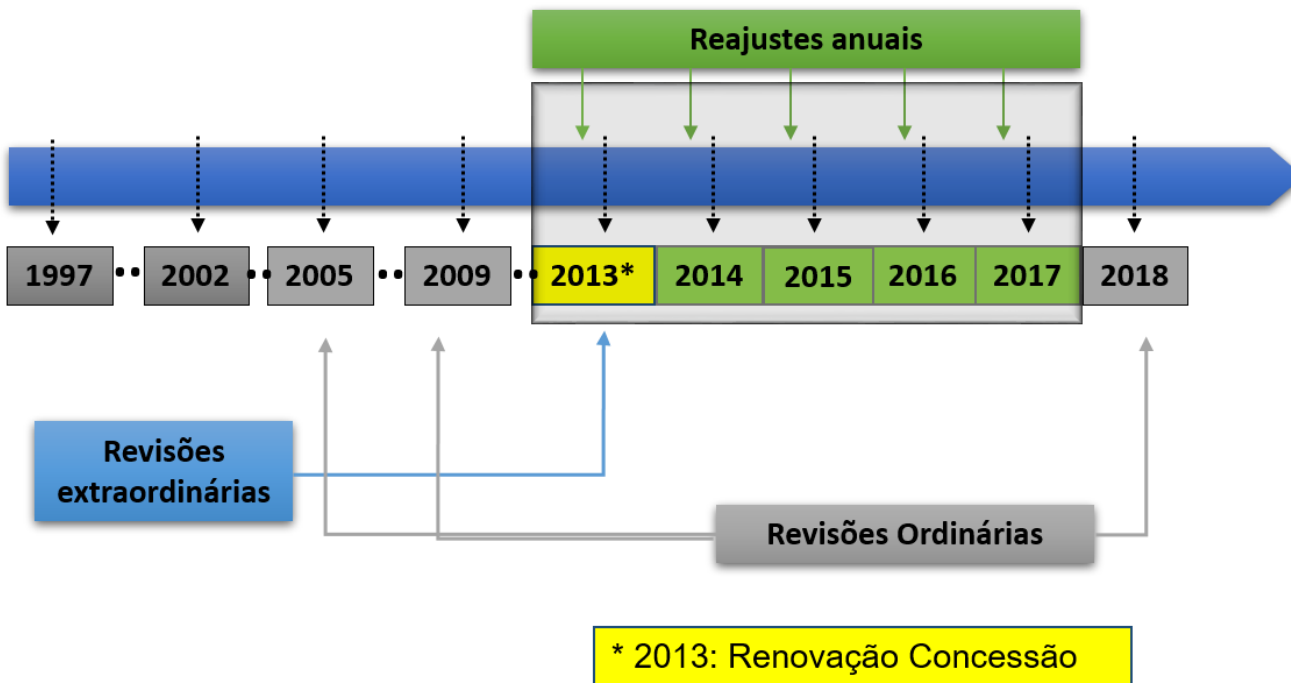 Reajustes anuais
1997
2002
2005
2009
2013*
2014
2015
2016
2017
2018
Revisões
extraordinárias
Revisões Ordinárias
* 2013: Renovação Concessão